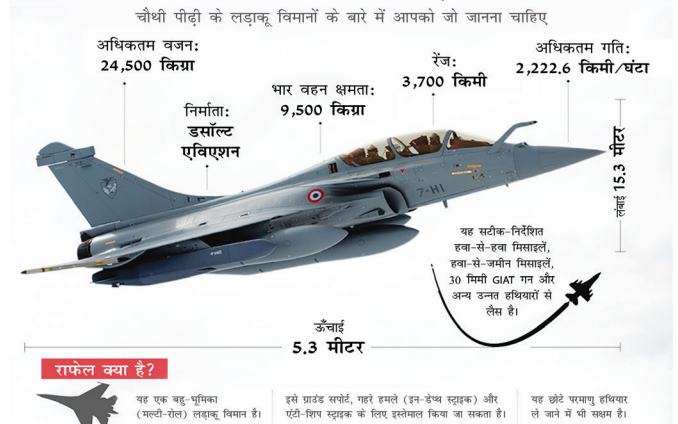 चौथी पीढ़ी के लड़ाकू विमानों के बारे में आपको जो जानना चाहिए
अधिकतम वजन:
24,500 किग्रा
निर्माता:
डसॉल्ट
एविएशन
भार वहन क्षमता:
9,500 किग्रा
रेंज:
3,700 किमी
अधिकतम गति:
2,222.6 किमी/घंटा
लंबाई 15.3 मीटर
7-HI
यह सटीक-निर्देशित
हवा-से-हवा मिसाइलें,
हवा-से-जमीन मिसाइलें,
30 मिमी GIAT गन और
अन्य उन्नत हथियारों से
लैस है।
ऊँचाई
5.3 मीटर
राफेल क्या है?
यह एक बहु-भूमिका
(मल्टी-रोल) लड़ाकू विमान है।
इसे ग्राउंड सपोर्ट, गहरे हमले (इन-डेप्थ स्ट्राइक) और
एंटी-शिप स्ट्राइक के लिए इस्तेमाल किया जा सकता है।
यह छोटे परमाणु हथियार
ले जाने में भी सक्षम है।